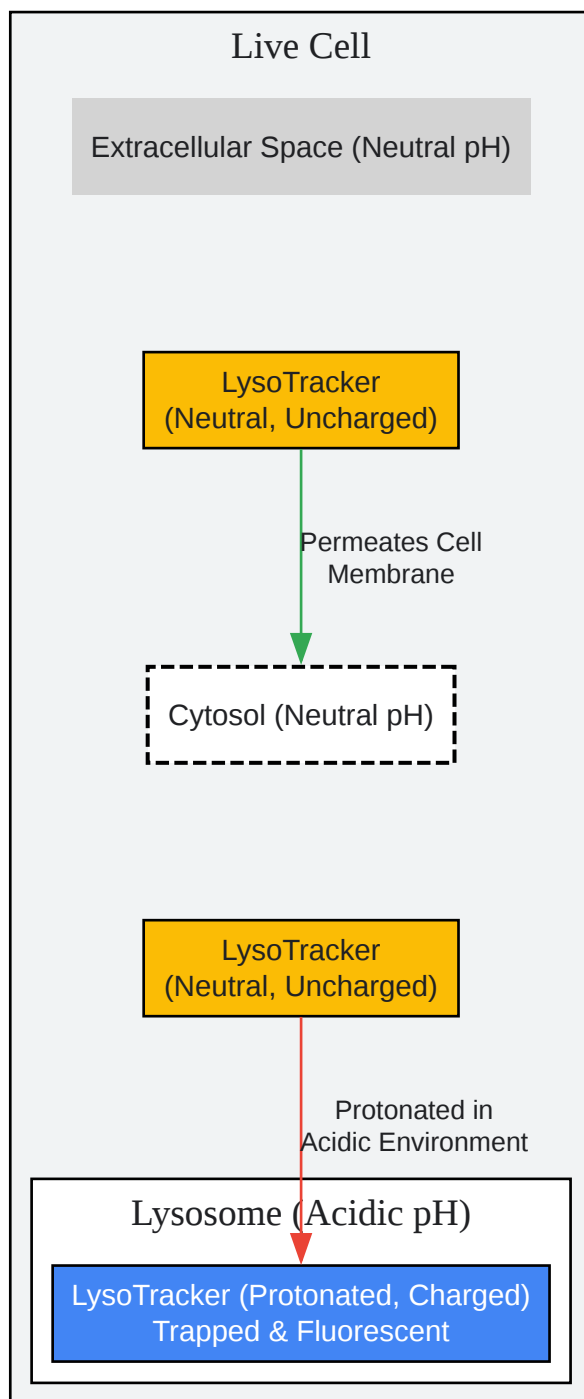 Live Cell
Extracellular Space (Neutral pH)
LysoTracker
(Neutral, Uncharged)
Permeates Cell
Membrane
Cytosol (Neutral pH)
LysoTracker
(Neutral, Uncharged)
Protonated in
Acidic Environment
Lysosome (Acidic pH)
LysoTracker (Protonated, Charged)
Trapped & Fluorescent